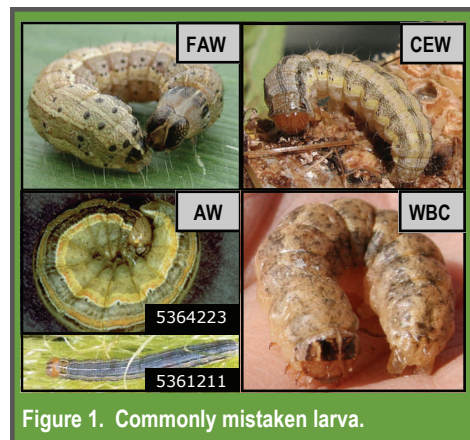 FAW
CEW
AW
WBC
5364223
5361211
Figure 1. Commonly mistaken larva.